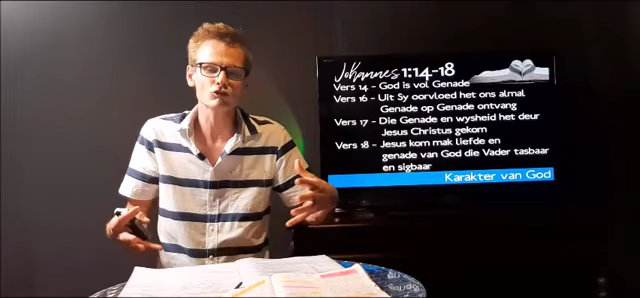 Johannes 1:14-18
Vers 14 - God is vol Genade
Vers 16 - Uit Sy oorvloed het ons almal
Genade op Genade ontvang
Vers 17 - Die Genade en wysheid het deur
Jesus Christus gekom
Vers 18 - Jesus kom mak liefde en
genade van God die Vader tasbaar
en sigbaar
Karakter van God